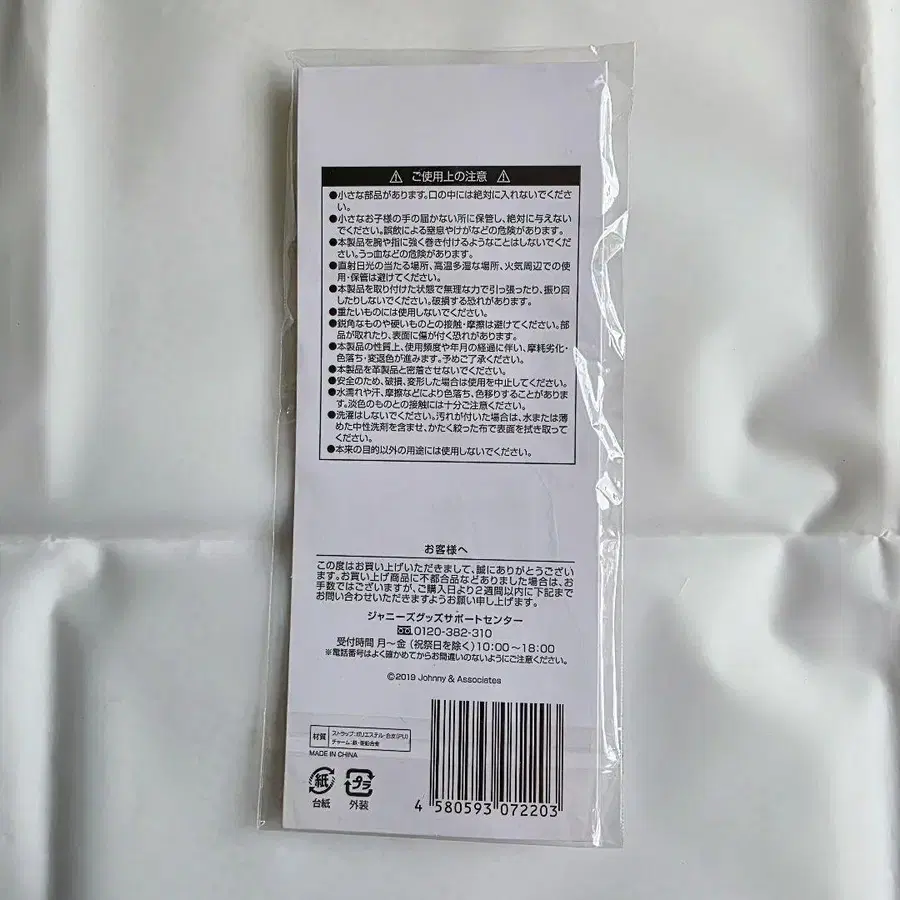 ⚠ ご使用上の注意 ⚠
●小さな部品があります。口の中には絶対に入れないでくださ
い。
●小さなお子様の手の届かない所に保管し、絶対に与えない
でください。誤飲による窒息やけがなどの危険があります。
●本製品を腕や指に強く巻き付けるようなことはしないでくだ
さい。うっ血などの危険があります。
●直射日光の当たる場所、高温多湿な場所、火気周辺での使
用・保管は避けてください。
●本製品を取り付けた状態で無理な力で引っ張ったり、振り回
したりしないでください。破損する恐れがあります。
●重たいものには使用しないでください。
●鋭角なものや硬いものとの接触・摩擦は避けてください。部
品が取れたり、表面に傷が付く恐れがあります。
●本製品の性質上、使用頻度や年月の経過に伴い、摩耗劣化・
色落ち・変退色が進みます。予めご了承ください。
●本製品を革製品と密着させないでください。
●安全のため、破損、変形した場合は使用を中止してください。
●水濡れや汗、摩擦などにより色落ち、色移りすることがありま
す。淡色のものとの接触には十分ご注意ください。
●洗濯はしないでください。汚れが付いた場合は、水または薄
めた中性洗剤を含ませ、かたく絞った布で表面を拭き取って
ください。
●本来の目的以外の用途には使用しないでください。
お客様へ
この度はお買い上げいただきまして、誠にありがとうござい
ます。お買い上げ商品に不都合品などありました場合は、お
手数ではございますが、ご購入日より2週間以内に下記まで
お問い合わせいただきますようお願い申し上げます。
ジャニーズグッズサポートセンター
0120-382-310
受付時間 月～金(祝祭日を除く)10:00～18:00
※電話番号はよく確かめてからお間違いのないようにご注意ください。
©2019 Johnny & Associates
材質
ストラップ:ポリエステル・合皮(PU)
チャーム:鉄・亜鉛合金
MADE IN CHINA
紙 プラ
台紙 外装
4 580593 072203